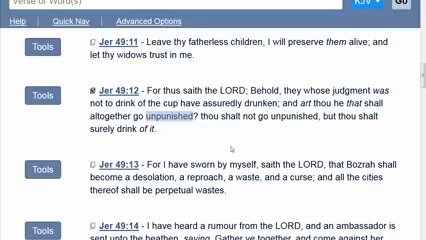 Verse or Word(s) KJV Go
Help | Quick Nav | Advanced Options
Tools Jer 49:11 - Leave thy fatherless children, I will preserve them alive; and
let thy widows trust in me.
Tools Jer 49:12 - For thus saith the LORD; Behold, they whose judgment was
not to drink of the cup have assuredly drunken; and art thou he that shall
altogether go unpunished? thou shalt not go unpunished, but thou shalt
surely drink of it.
Tools Jer 49:13 - For I have sworn by myself, saith the LORD, that Bozrah shall
become a desolation, a reproach, a waste, and a curse; and all the cities
thereof shall be perpetual wastes.
Tools Jer 49:14 - I have heard a rumour from the LORD, and an ambassador is
sent unto the heathen, saying, Gather ye together, and come against her,